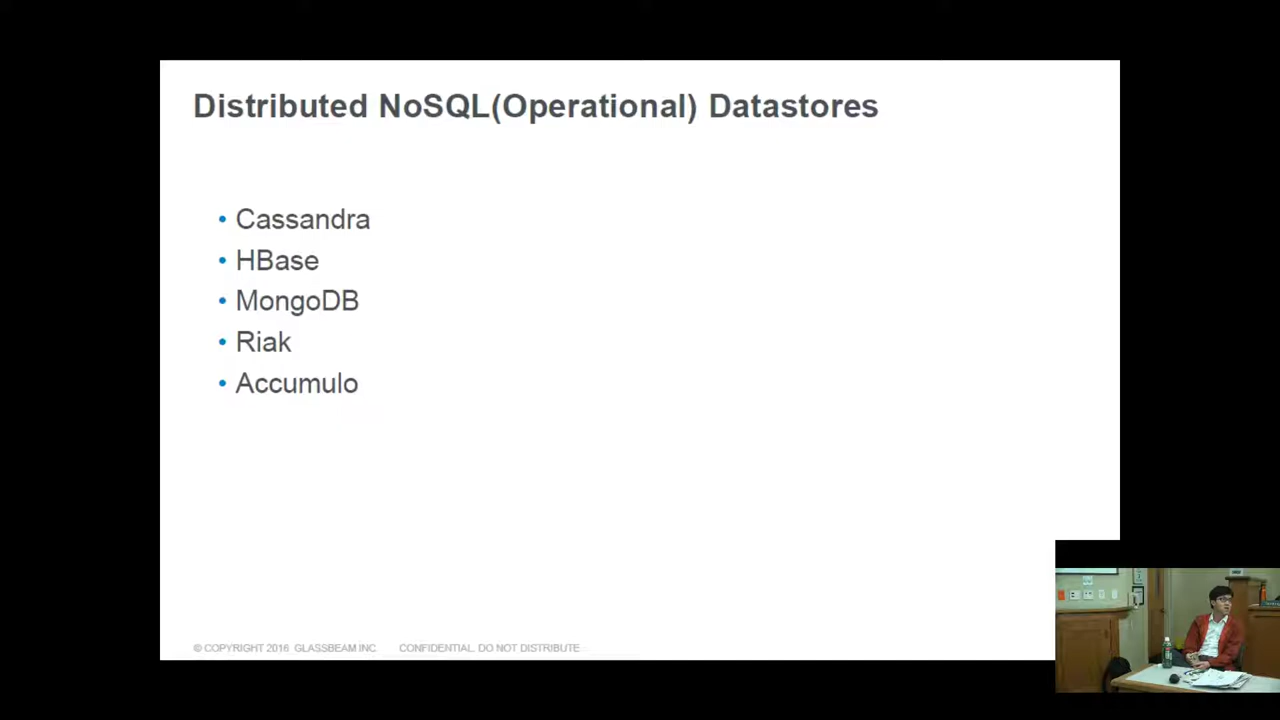 Distributed NoSQL(Operational) Datastores
• Cassandra
• HBase
• MongoDB
• Riak
• Accumulo
© COPYRIGHT 2016 GLASSBEAM INC. CONFIDENTIAL. DO NOT DISTRIBUTE